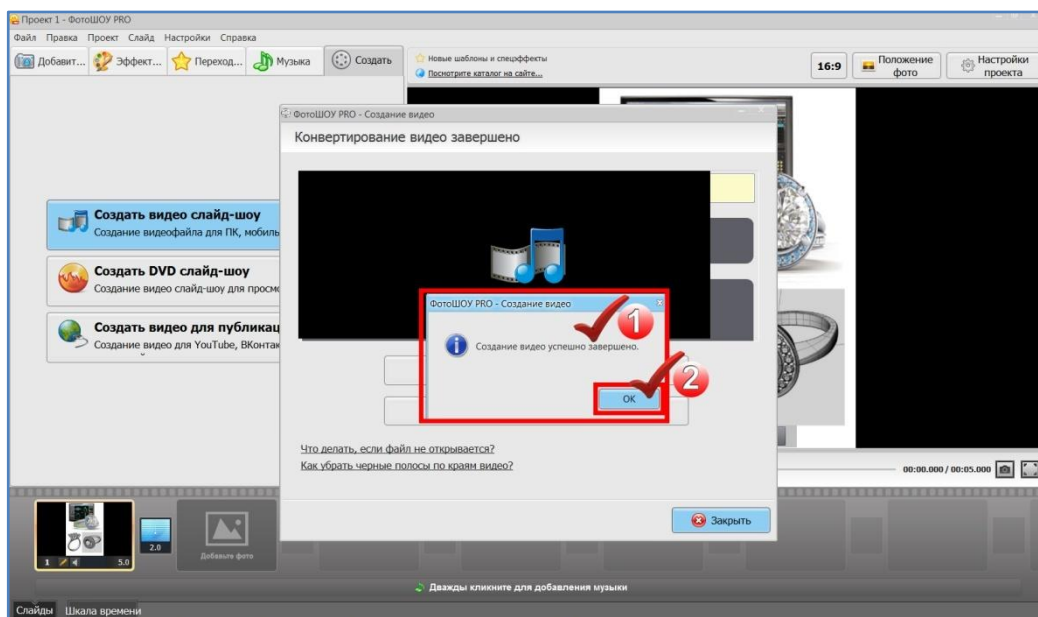 Проект 1 - ФотоШОУ PRO
Файл Правка Проект Слайд Настройки Справка
Добавит... Эффект... Переход... Музыка Создать
Новые шаблоны и спецэффекты
Посмотрите каталог на сайте...
16:9
Положение фото
Настройки проекта
ФотоШОУ PRO - Создание видео
Конвертирование видео завершено
Создать видео слайд-шоу
Создание видеофайла для ПК, мобиль
Создать DVD слайд-шоу
Создание видео слайд-шоу для просмо
Создать видео для публикац
Создание видео для YouTube, ВКонтак
ФотоШОУ PRO - Создание видео
1
Создание видео успешно завершено.
2
OK
Что делать, если файл не открывается?
Как убрать черные полосы по краям видео?
00:00.000 / 00:05.000
Закрыть
2.0
Добавьте фото
1 5.0
Дважды кликните для добавления музыки
Слайды Шкала времени